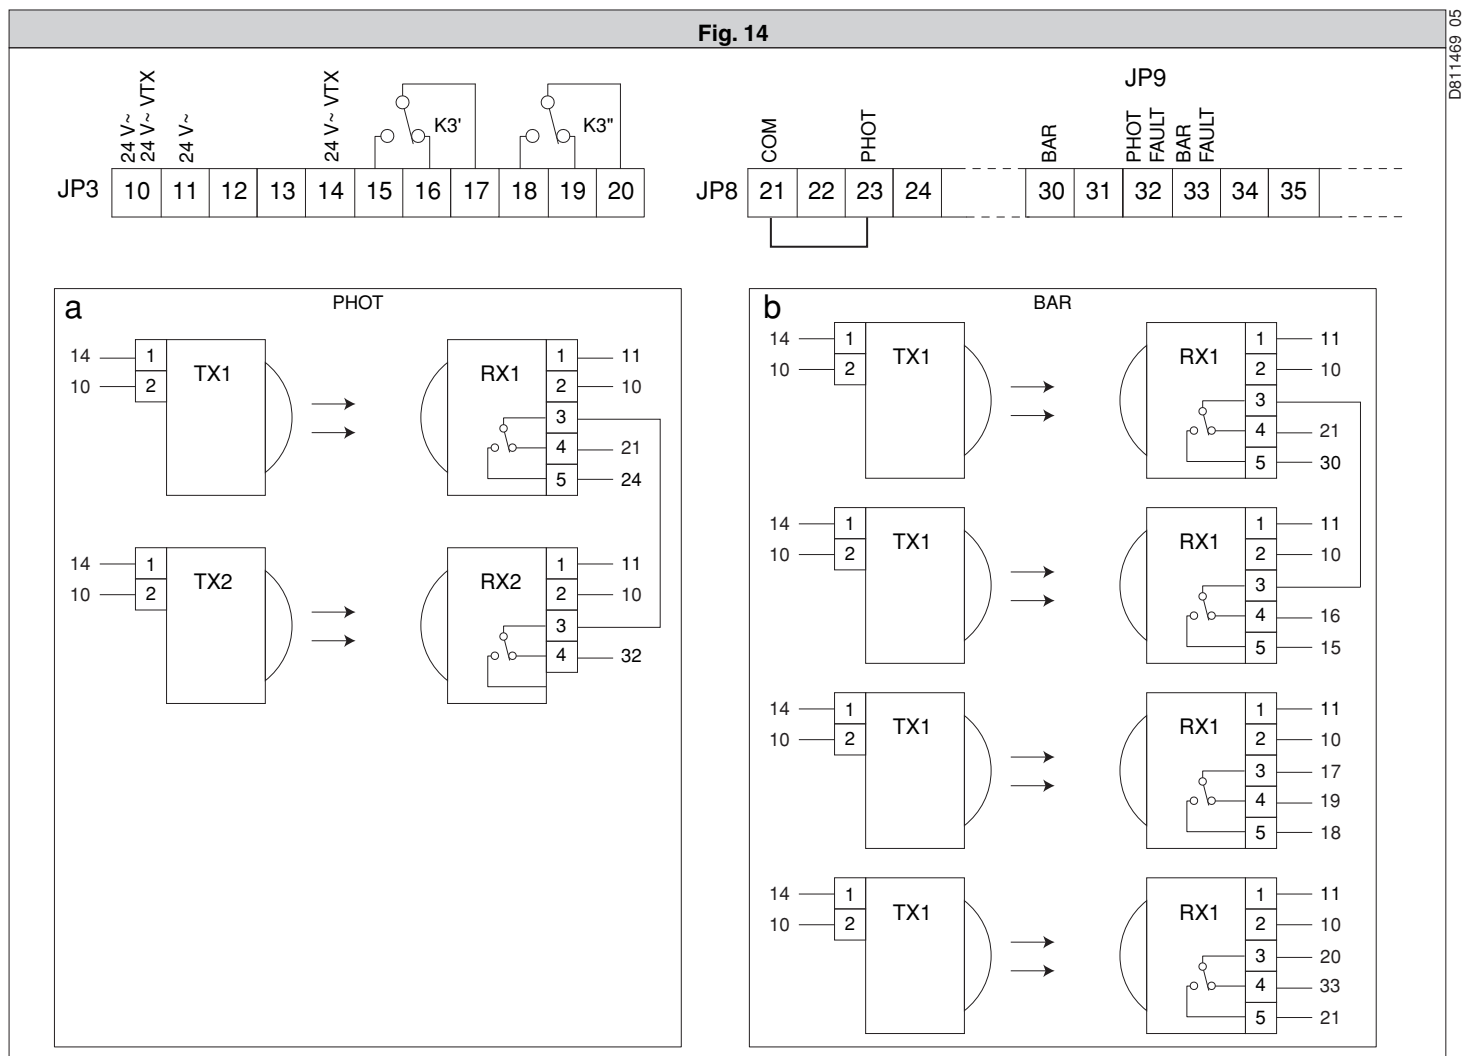 Fig. 14
D811469_05
24 V~
24 V~ VTX
24 V~
24 V~ VTX
K3'
K3"
JP3
10 11 12 13 14 15 16 17 18 19 20
JP9
COM
PHOT
BAR
PHOT
FAULT
BAR
FAULT
JP8
21 22 23 24
30 31 32 33 34 35
a
PHOT
14 1
10 2
TX1
RX1
1 11
2 10
3
4 21
5 24
14 1
10 2
TX2
RX2
1 11
2 10
3
4 32
b
BAR
14 1
10 2
TX1
RX1
1 11
2 10
3
4 21
5 30
14 1
10 2
TX1
RX1
1 11
2 10
3
4 16
5 15
14 1
10 2
TX1
RX1
1 11
2 10
3 17
4 19
5 18
14 1
10 2
TX1
RX1
1 11
2 10
3 20
4 33
5 21